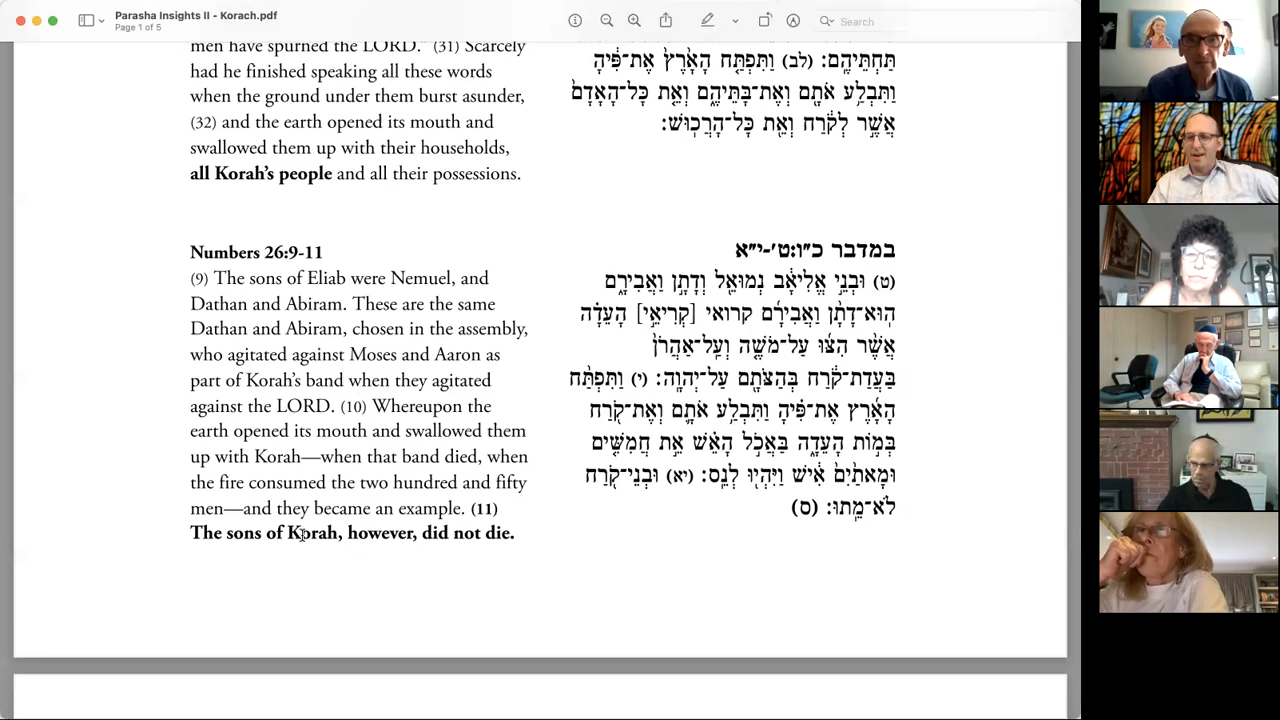 Parasha Insights II - Korach.pdf
Page 1 of 5
Search
men have spurned the LORD." (31) Scarcely
had he finished speaking all these words
when the ground under them burst asunder,
(32) and the earth opened its mouth and
swallowed them up with their households,
all Korah's people and all their possessions.
תַּחְתֵּיהֶֽם׃ (לב) וַתִּפְתַּ֤ח הָאָ֙רֶץ֙ אֶת־פִּ֔יהָ
וַתִּבְלַ֥ע אֹתָ֖ם וְאֶת־בָּתֵּיהֶ֑ם וְאֵ֤ת כׇּל־הָאָדָם֙
אֲשֶׁ֣ר לְקֹ֔רַח וְאֵ֖ת כׇּל־הָרְכֽוּשׁ׃
Numbers 26:9-11
(9) The sons of Eliab were Nemuel, and
Dathan and Abiram. These are the same
Dathan and Abiram, chosen in the assembly,
who agitated against Moses and Aaron as
part of Korah's band when they agitated
against the LORD. (10) Whereupon the
earth opened its mouth and swallowed them
up with Korah—when that band died, when
the fire consumed the two hundred and fifty
men—and they became an example. (11)
The sons of Korah, however, did not die.
במדבר כ״ו:ט׳-י״א
(ט) וּבְנֵ֣י אֱלִיאָ֔ב נְמוּאֵ֖ל וְדָתָ֣ן וַאֲבִירָ֑ם
הֽוּא־דָתָ֨ן וַאֲבִירָ֜ם קרואי [קְרִיאֵ֣י] הָעֵדָ֗ה
אֲשֶׁ֨ר הִצּ֜וּ עַל־מֹשֶׁ֤ה וְעַֽל־אַהֲרֹן֙
בַּעֲדַת־קֹ֔רַח בְּהַצֹּתָ֖ם עַל־יְהֹוָֽה׃ (י) וַתִּפְתַּ֨ח
הָאָ֜רֶץ אֶת־פִּ֗יהָ וַתִּבְלַ֥ע אֹתָ֛ם וְאֶת־קֹ֖רַח
בְּמ֣וֹת הָעֵדָ֑ה בַּאֲכֹ֣ל הָאֵ֗שׁ אֵ֣ת חֲמִשִּׁ֤ים
וּמָאתַ֙יִם֙ אִ֔ישׁ וַיִּהְי֖וּ לְנֵֽס׃ (יא) וּבְנֵי־קֹ֖רַח
לֹא־מֵֽתוּ׃ (ס)